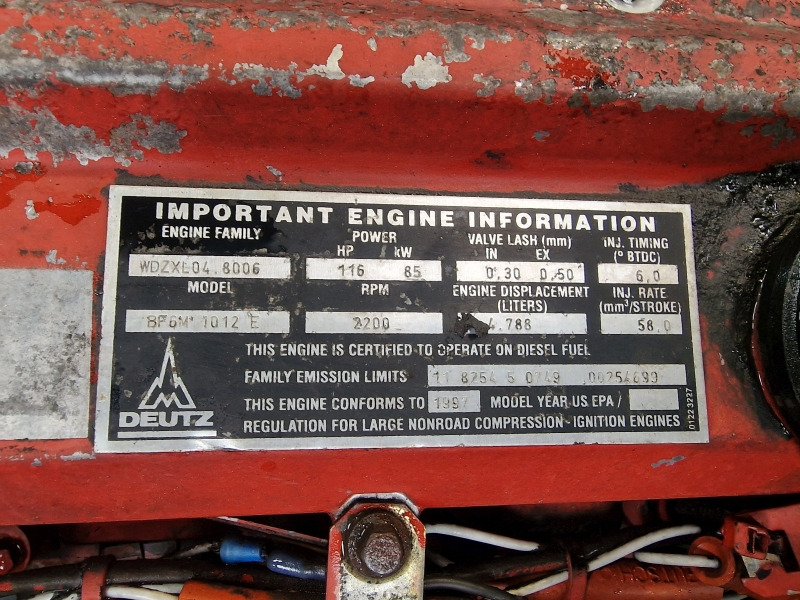 IMPORTANT ENGINE INFORMATION
ENGINE FAMILY POWER VALVE LASH (mm) INJ. TIMING
HP kW IN EX (° BTDC)
WDZXL04.8006 116 85 0,30 0,50 6,0
MODEL RPM ENGINE DISPLACEMENT INJ. RATE
(LITERS) (mm³/STROKE)
BF6M 1012 E 2200 4.788 58,0
THIS ENGINE IS CERTIFIED TO OPERATE ON DIESEL FUEL
FAMILY EMISSION LIMITS
THIS ENGINE CONFORMS TO 1997 MODEL YEAR US EPA/
DEUTZ REGULATION FOR LARGE NONROAD COMPRESSION-IGNITION ENGINES
01223227